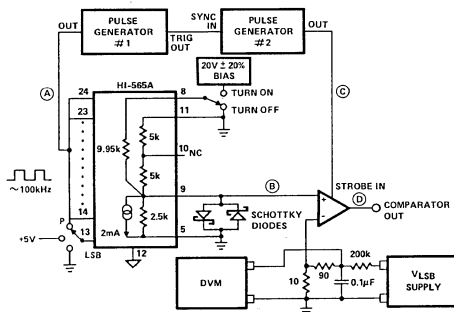 OUT
PULSE GENERATOR #1
TRIG OUT
SYNC IN
PULSE GENERATOR #2
OUT
20V ± 20% BIAS
HI-565A
A
C
24
23
8
TURN ON
TURN OFF
11
9.95k
5k
10 NC
5k
9
B
STROBE IN
D
COMPARATOR OUT
+
-
~100kHz
14
P
13
+5V
LSB
2mA
2.5k
5
12
SCHOTTKY DIODES
DVM
10
90
200k
0.1µF
VLSB SUPPLY